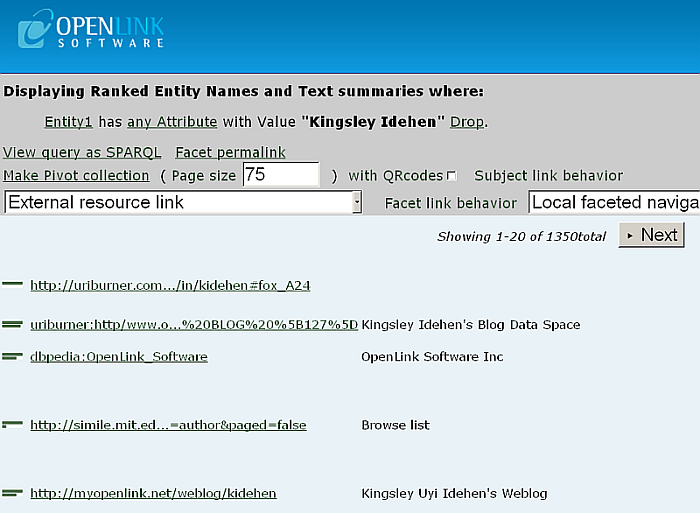 OPENLINK
SOFTWARE
Displaying Ranked Entity Names and Text summaries where:
Entity1 has any Attribute with Value "Kingsley Idehen" Drop.
View query as SPARQL Facet permalink
Make Pivot collection ( Page size 75 ) with QRcodes Subject link behavior
External resource link Facet link behavior Local faceted naviga
Showing 1-20 of 1350total Next
http://uriburner.com.../in/kidehen#fox_A24
uriburner:http/www.o...%20BLOG%20%5B127%5D Kingsley Idehen's Blog Data Space
dbpedia:OpenLink_Software OpenLink Software Inc
http://simile.mit.ed...=author&paged=false Browse list
http://myopenlink.net/weblog/kidehen Kingsley Uyi Idehen's Weblog